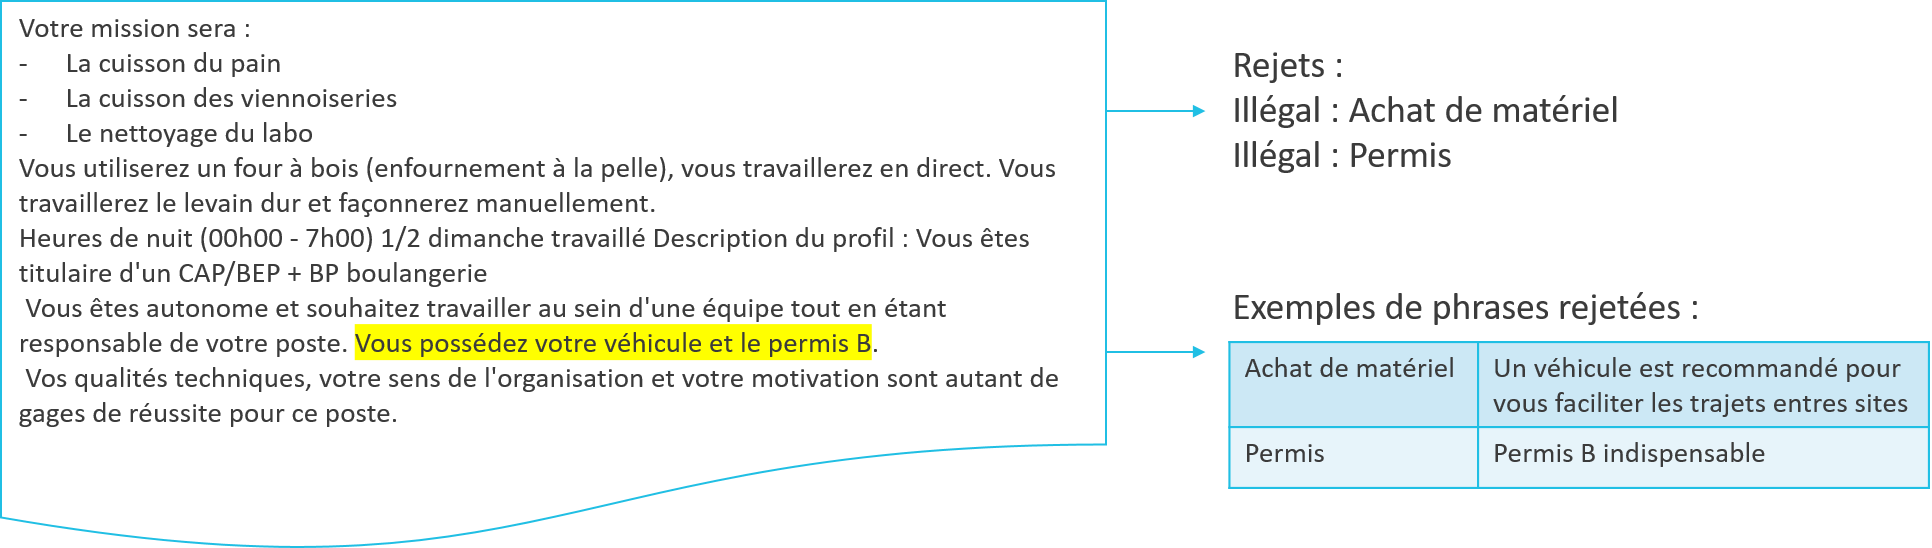 Votre mission sera :
- La cuisson du pain
- La cuisson des viennoiseries
- Le nettoyage du labo
Vous utiliserez un four à bois (enfournement à la pelle), vous travaillerez en direct. Vous
travaillerez le levain dur et façonnerez manuellement.
Heures de nuit (00h00 - 7h00) 1/2 dimanche travaillé Description du profil : Vous êtes
titulaire d'un CAP/BEP + BP boulangerie
Vous êtes autonome et souhaitez travailler au sein d'une équipe tout en étant
responsable de votre poste. Vous possédez votre véhicule et le permis B.
Vos qualités techniques, votre sens de l'organisation et votre motivation sont autant de
gages de réussite pour ce poste.
Rejets :
Illégal : Achat de matériel
Illégal : Permis
Exemples de phrases rejetées :
Achat de matériel
Un véhicule est recommandé pour
vous faciliter les trajets entres sites
Permis
Permis B indispensable